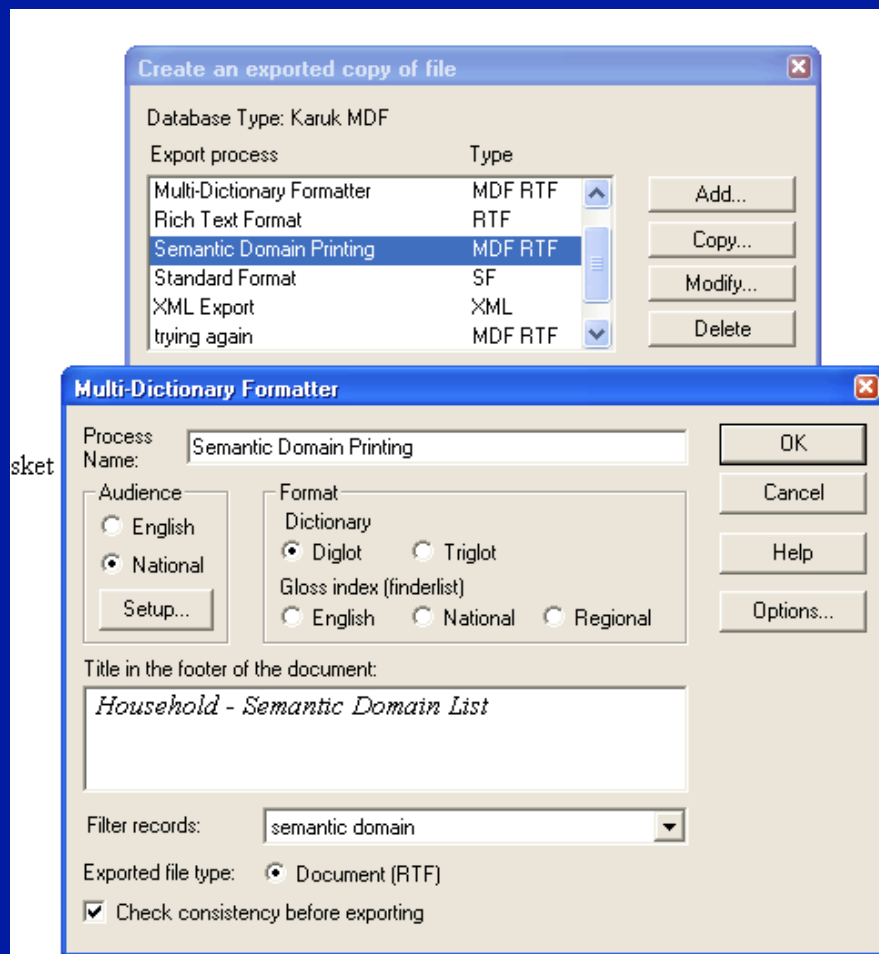 Create an exported copy of file
Database Type: Karuk MDF
Export process Type
Multi-Dictionary Formatter MDF RTF
Rich Text Format RTF
Semantic Domain Printing MDF RTF
Standard Format SF
XML Export XML
trying again MDF RTF
Add...
Copy...
Modify...
Delete
sket
Multi-Dictionary Formatter
Process
Name:
Semantic Domain Printing
OK
Cancel
Help
Options...
Audience
English
National
Setup...
Format
Dictionary
Diglot Triglot
Gloss index (finderlist)
English National Regional
Title in the footer of the document:
Household - Semantic Domain List
Filter records: semantic domain
Exported file type: Document (RTF)
Check consistency before exporting